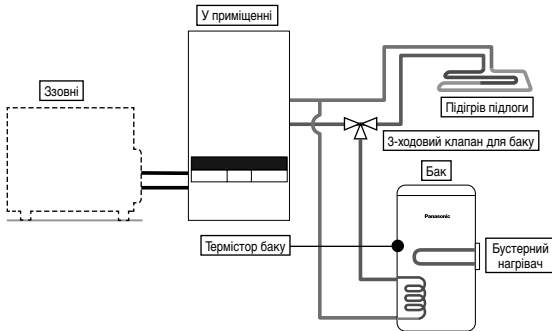 У приміщенні
Ззовні
Підігрів підлоги
3-ходовий клапан для баку
Бак
Panasonic
Термістор баку
Бустерний
нагрівач